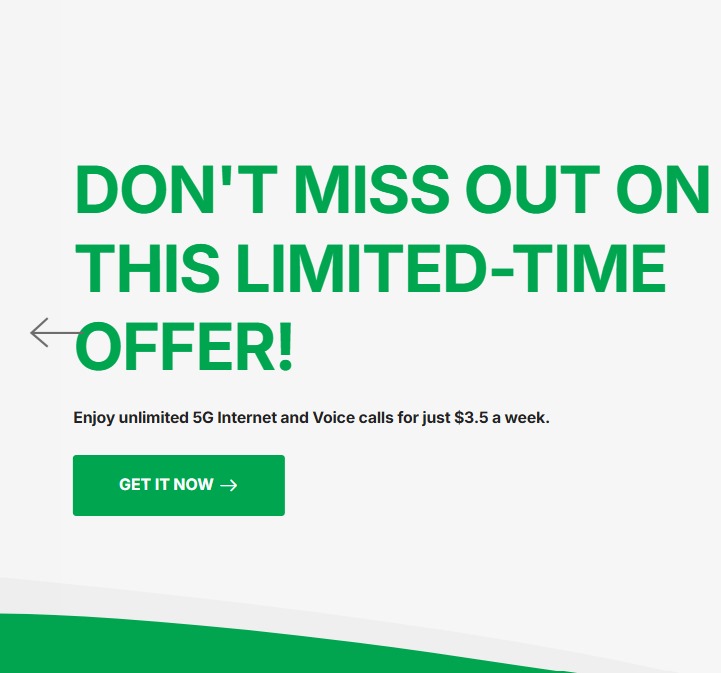 DON'T MISS OUT ON
THIS LIMITED-TIME
OFFER!
Enjoy unlimited 5G Internet and Voice calls for just $3.5 a week.
GET IT NOW →